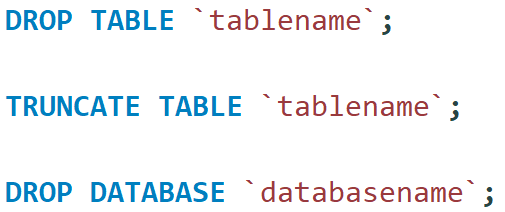 DROP TABLE `tablename`;
TRUNCATE TABLE `tablename`;
DROP DATABASE `databasename`;